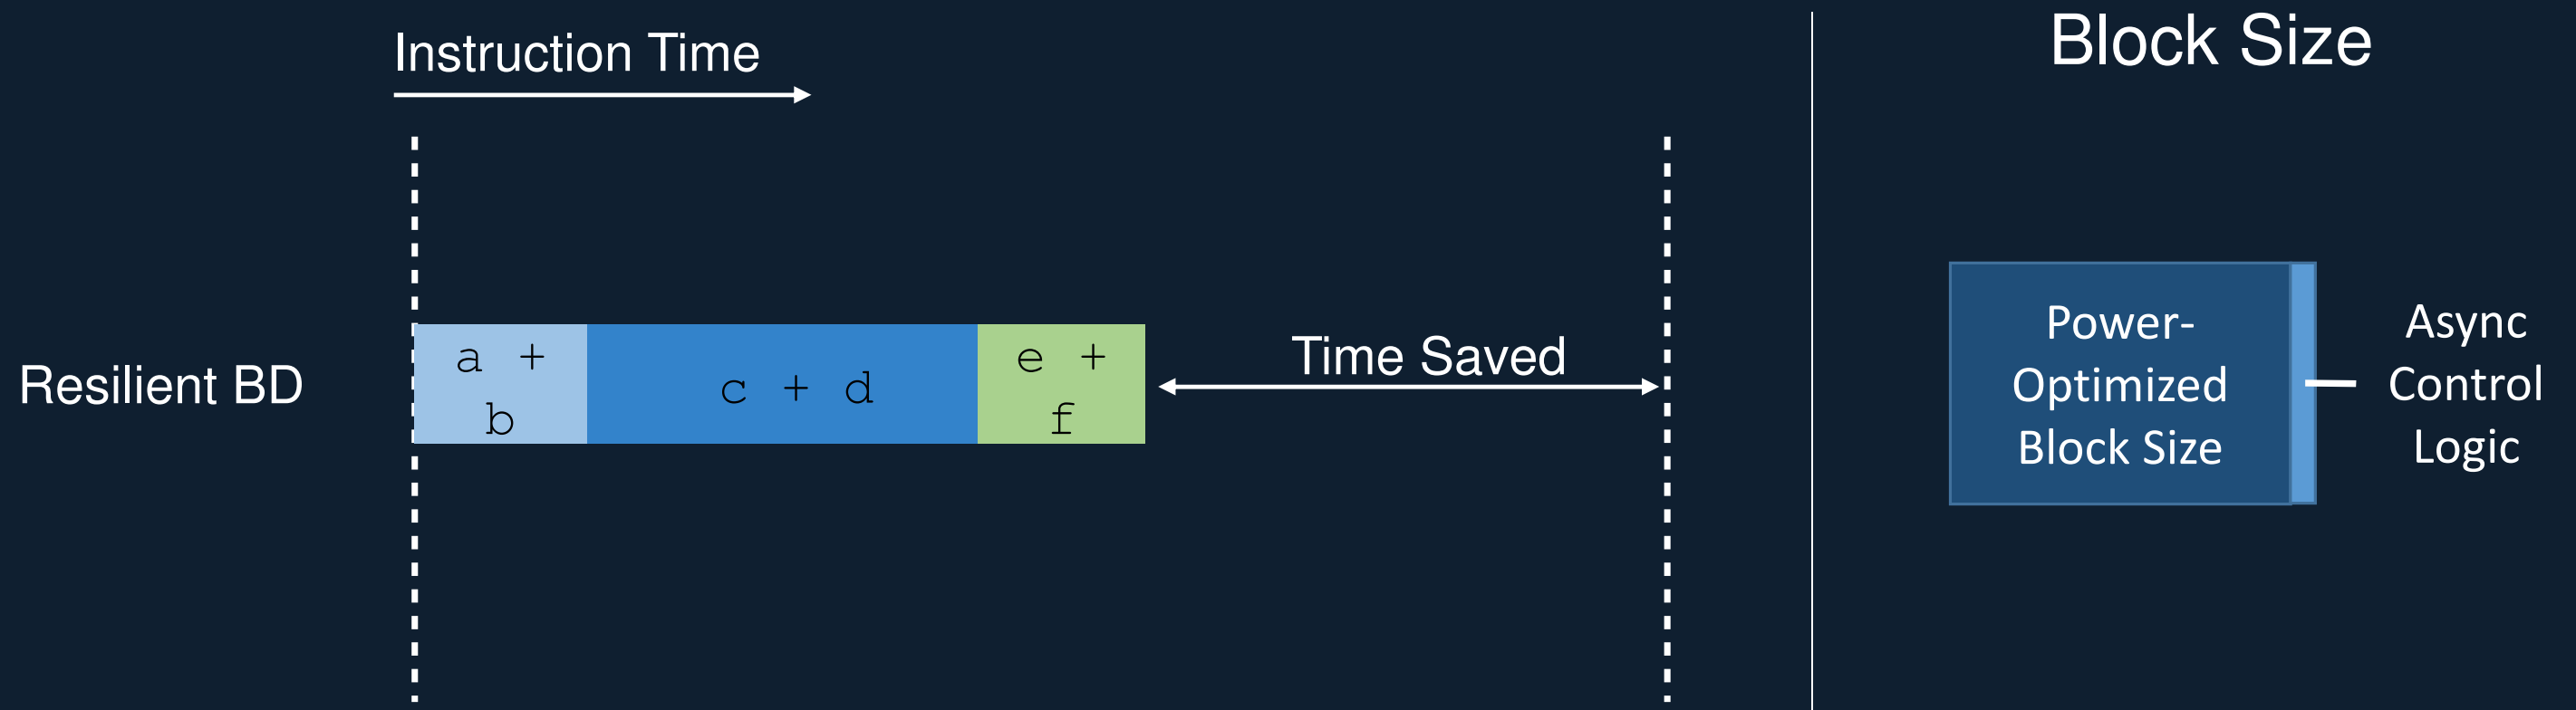 Instruction Time
Block Size
Resilient BD
a +
b
c + d
e +
f
Time Saved
Power-
Optimized
Block Size
Async
Control
Logic